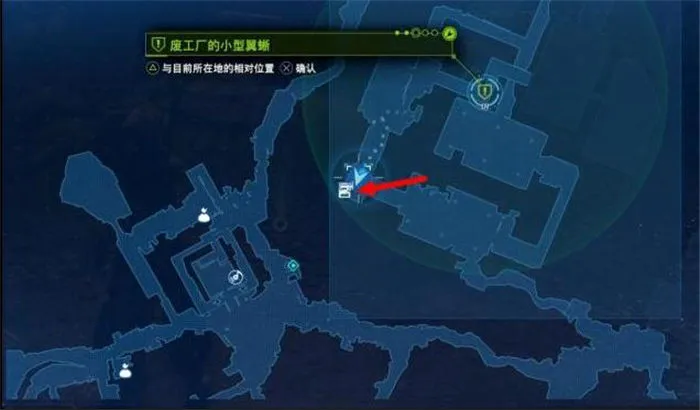 废工厂的小型翼蜥
与目前所在地的相对位置 确认